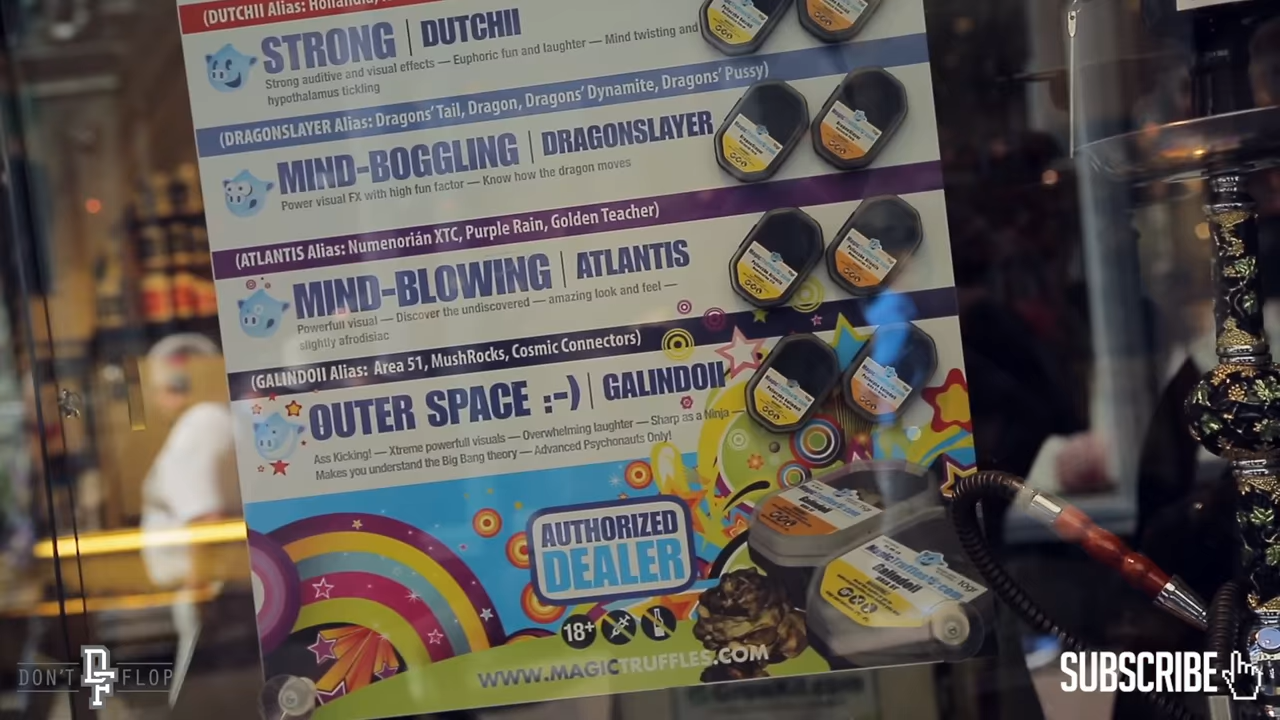 (DUTCHII Alias: Hollandia,
STRONG | DUTCHII
Strong auditive and visual effects — Euphoric fun and laughter — Mind twisting and
hypothalamus tickling
(DRAGONSLAYER Alias: Dragons' Tail, Dragon, Dragons' Dynamite, Dragons' Pussy)
MIND-BOGGLING | DRAGONSLAYER
Power visual FX with high fun factor — Know how the dragon moves
(ATLANTIS Alias: Numenorián XTC, Purple Rain, Golden Teacher)
MIND-BLOWING | ATLANTIS
Powerfull visual — Discover the undiscovered — amazing look and feel —
slightly afrodisiac
(GALINDOII Alias: Area 51, MushRocks, Cosmic Connectors)
OUTER SPACE :-) | GALINDOII
Ass Kicking! — Xtreme powerfull visuals — Overwhelming laughter — Sharp as a Ninja —
Makes you understand the Big Bang theory — Advanced Psychonauts Only!
AUTHORIZED
DEALER
18+
WWW.MAGICTRUFFLES.COM
DON'T DF FLOP
SUBSCRIBE